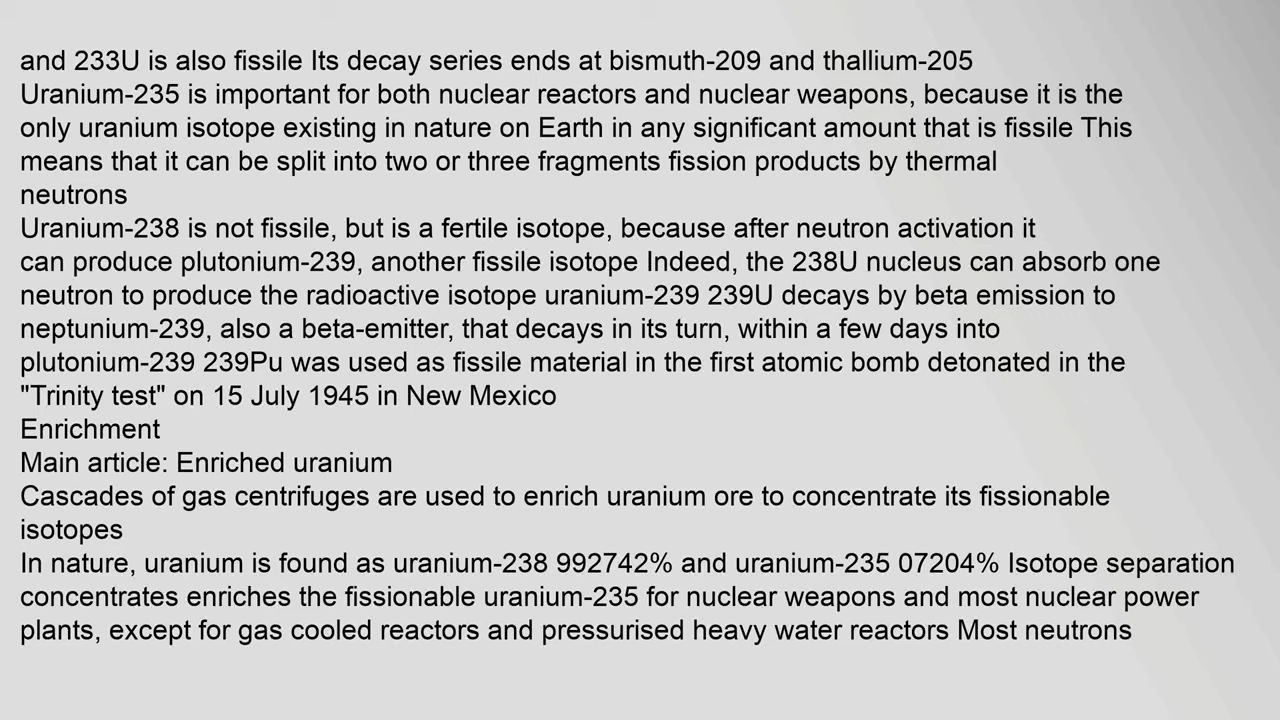 and 233U is also fissile Its decay series ends at bismuth-209 and thallium-205
Uranium-235 is important for both nuclear reactors and nuclear weapons, because it is the
only uranium isotope existing in nature on Earth in any significant amount that is fissile This
means that it can be split into two or three fragments fission products by thermal
neutrons
Uranium-238 is not fissile, but is a fertile isotope, because after neutron activation it
can produce plutonium-239, another fissile isotope Indeed, the 238U nucleus can absorb one
neutron to produce the radioactive isotope uranium-239 239U decays by beta emission to
neptunium-239, also a beta-emitter, that decays in its turn, within a few days into
plutonium-239 239Pu was used as fissile material in the first atomic bomb detonated in the
"Trinity test" on 15 July 1945 in New Mexico
Enrichment
Main article: Enriched uranium
Cascades of gas centrifuges are used to enrich uranium ore to concentrate its fissionable
isotopes
In nature, uranium is found as uranium-238 992742% and uranium-235 07204% Isotope separation
concentrates enriches the fissionable uranium-235 for nuclear weapons and most nuclear power
plants, except for gas cooled reactors and pressurised heavy water reactors Most neutrons